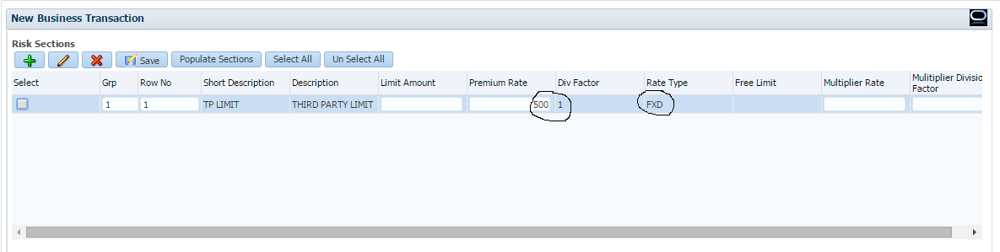 New Business Transaction
Risk Sections
Save Populate Sections Select All Un Select All
Select Grp Row No Short Description Description Limit Amount Premium Rate Div Factor Rate Type Free Limit Multiplier Rate Mulitiplier Divisio
Factor
1 1 TP LIMIT THIRD PARTY LIMIT 500 1 FXD